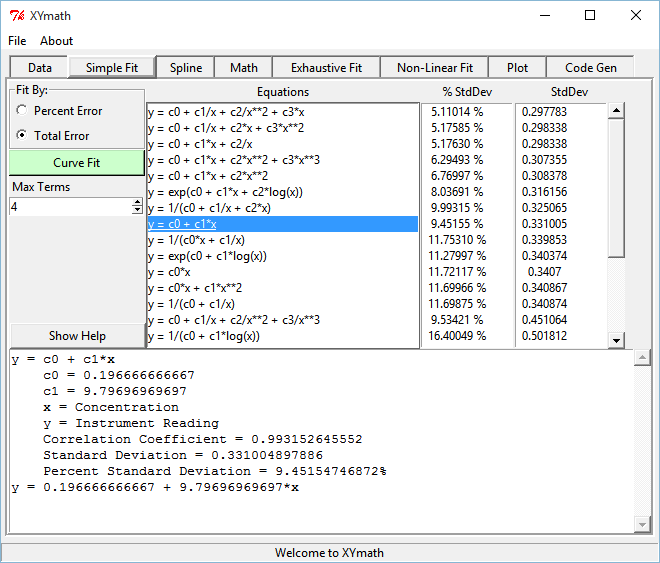 XYmath
File About
Data Simple Fit Spline Math Exhaustive Fit Non-Linear Fit Plot Code Gen
Fit By: Equations % StdDev StdDev
Percent Error
Total Error
Curve Fit
Max Terms
4
Show Help
y = c0 + c1/x + c2/x**2 + c3*x 5.11014 % 0.297783
y = c0 + c1/x + c2*x + c3*x**2 5.17585 % 0.298338
y = c0 + c1*x + c2/x 5.17630 % 0.298338
y = c0 + c1*x + c2*x**2 + c3*x**3 6.29493 % 0.307355
y = c0 + c1*x + c2*x**2 6.76997 % 0.308378
y = exp(c0 + c1*x + c2*log(x)) 8.03691 % 0.316156
y = 1/(c0 + c1/x + c2*x) 9.99315 % 0.325065
y = c0 + c1*x 9.45155 % 0.331005
y = 1/(c0*x + c1/x) 11.75310 % 0.339853
y = exp(c0 + c1*log(x)) 11.27997 % 0.340374
y = c0*x 11.72117 % 0.3407
y = c0*x + c1*x**2 11.69966 % 0.340867
y = 1/(c0 + c1/x) 11.69875 % 0.340874
y = c0 + c1/x + c2/x**2 + c3/x**3 9.53421 % 0.451064
y = 1/(c0 + c1*log(x)) 16.40049 % 0.501812
y = c0 + c1*x
c0 = 0.196666666667
c1 = 9.79696969697
x = Concentration
y = Instrument Reading
Correlation Coefficient = 0.993152645552
Standard Deviation = 0.331004897886
Percent Standard Deviation = 9.45154746872%
y = 0.196666666667 + 9.79696969697*x
Welcome to XYmath